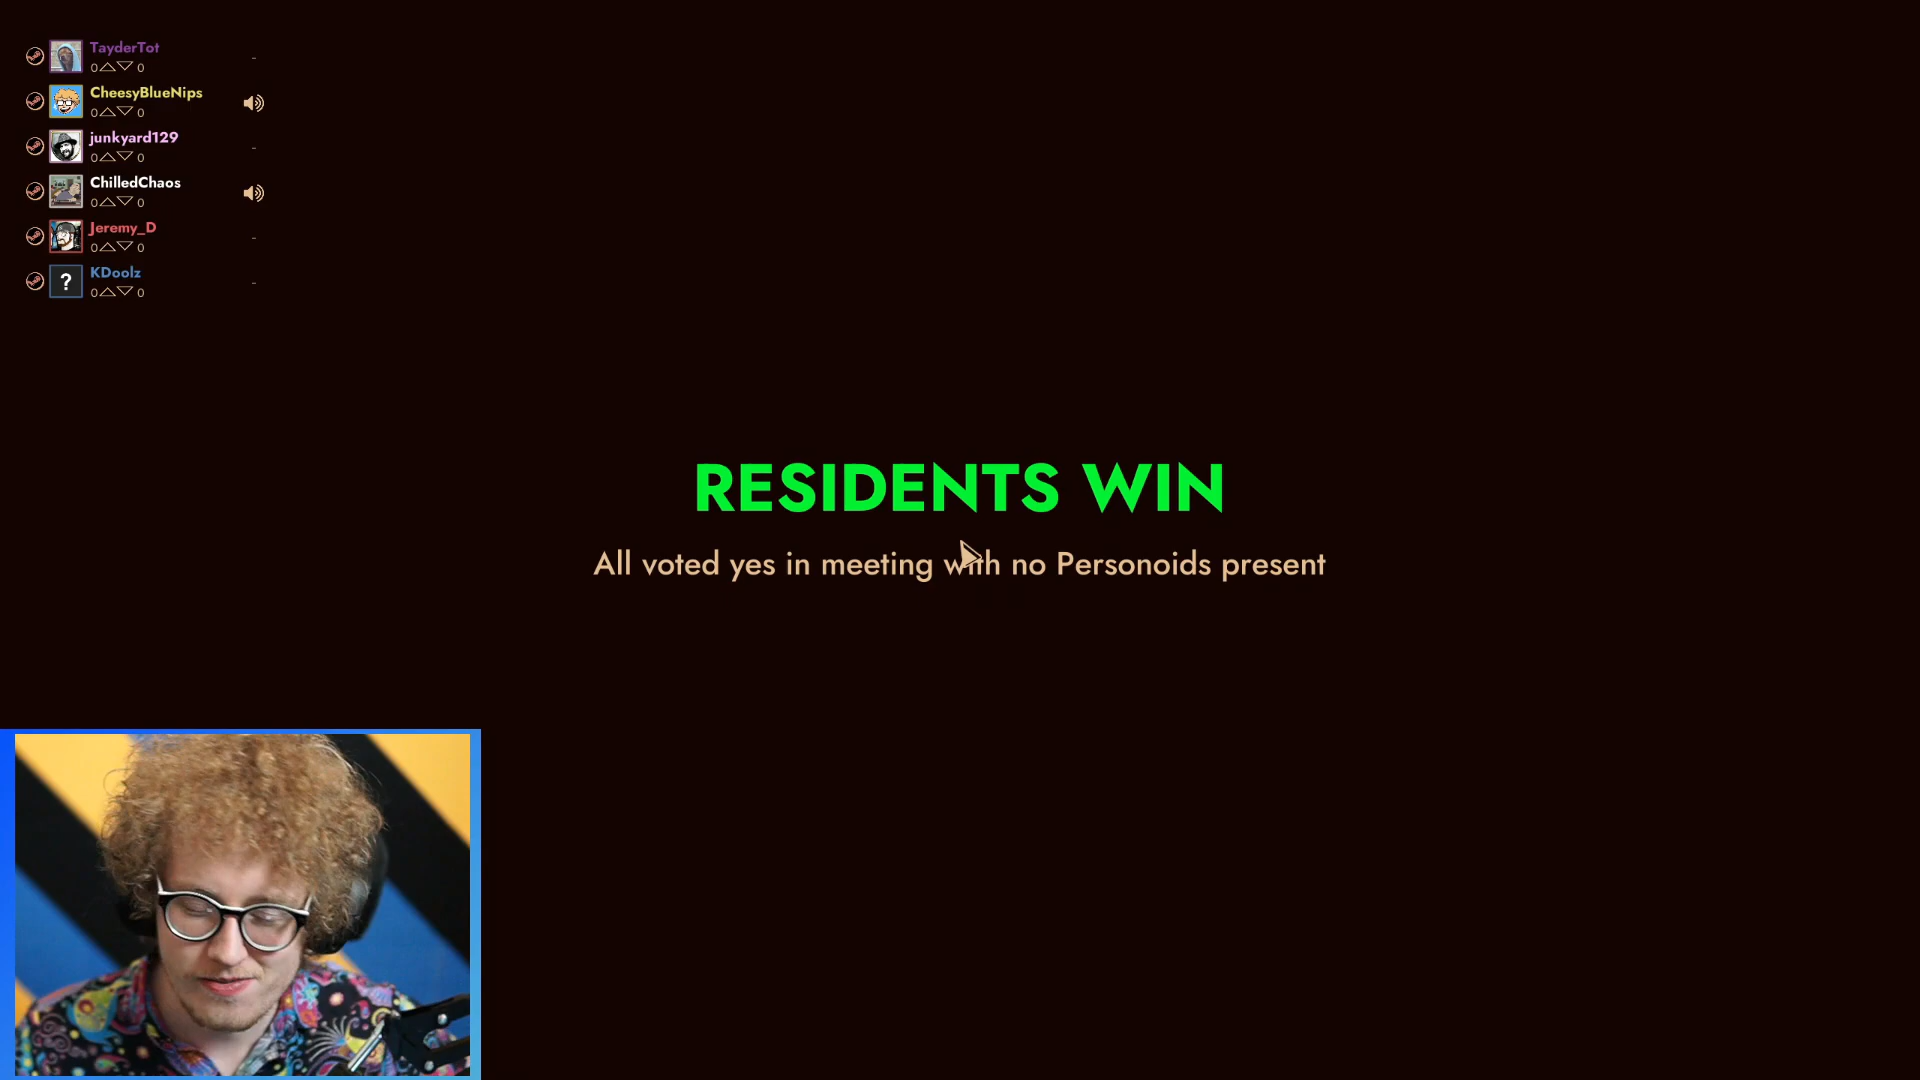 TayderTot
0 0
-
CheesyBlueNips
0 0
junkyard129
0 0
-
ChilledChaos
0 0
Jeremy_D
0 0
-
KDoolz
?
0 0
-
RESIDENTS WIN
All voted yes in meeting with no Personoids present